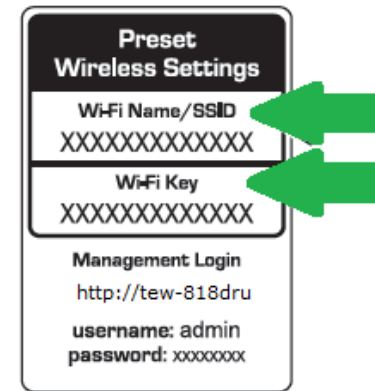 Preset
Wireless Settings
Wi-Fi Name/SSID
XXXXXXXXXXXXX
Wi-Fi Key
XXXXXXXXXXXXX
Management Login
http://tew-818dru
username: admin
password: xxxxxxxx